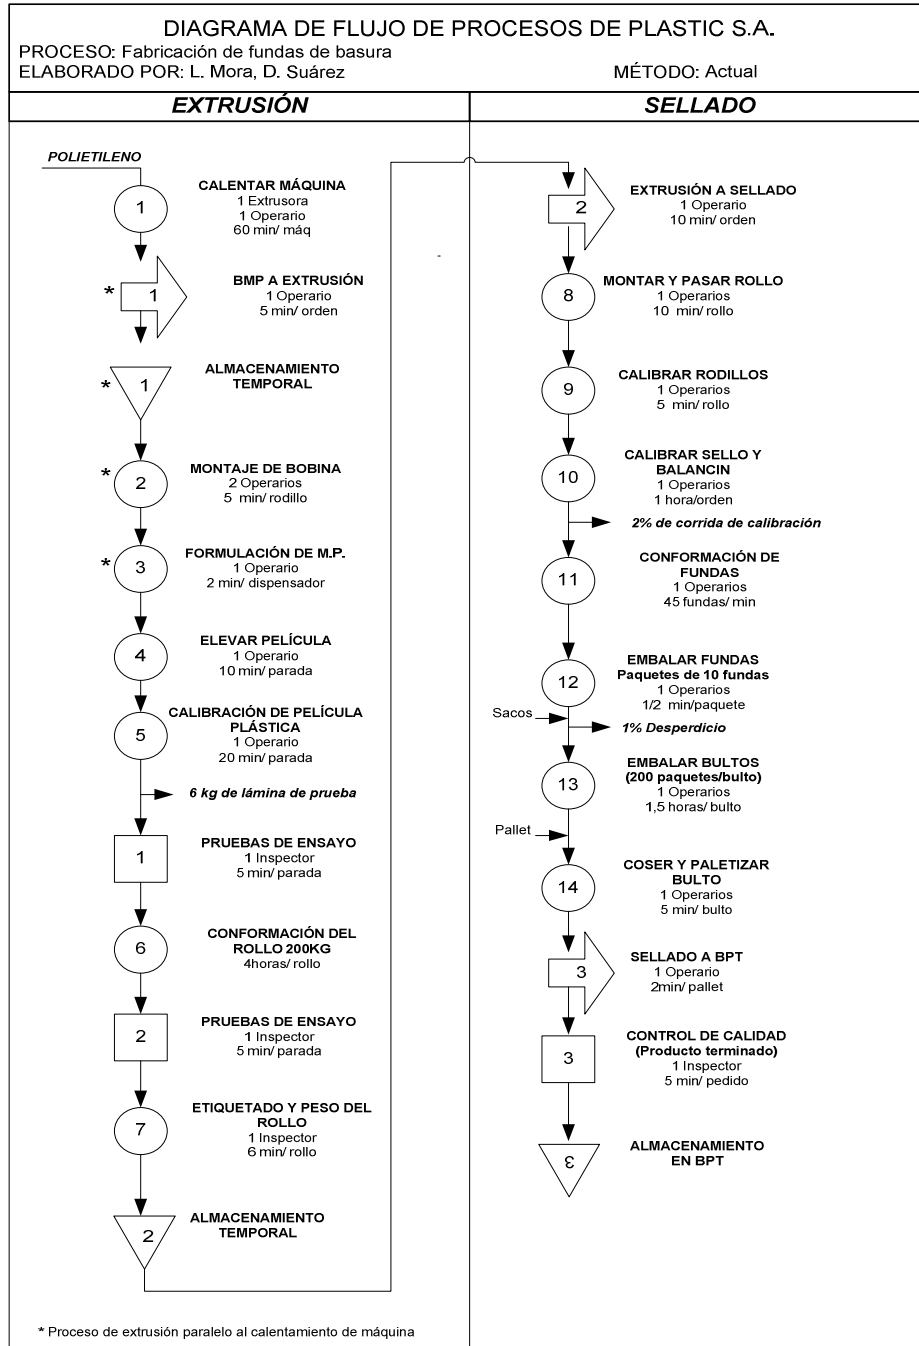 DIAGRAMA DE FLUJO DE PROCESOS DE PLASTIC S.A.
PROCESO: Fabricación de fundas de basura
ELABORADO POR: L. Mora, D. Suárez
MÉTODO: Actual
EXTRUSIÓN
POLIETILENO
1
CALENTAR MÁQUINA
1 Extrusora
1 Operario
60 min/ máq
* 1
BMP A EXTRUSIÓN
1 Operario
5 min/ orden
* 1
ALMACENAMIENTO
TEMPORAL
* 2
MONTAJE DE BOBINA
2 Operarios
5 min/ rodillo
* 3
FORMULACIÓN DE M.P.
1 Operario
2 min/ dispensador
4
ELEVAR PELÍCULA
1 Operario
10 min/ parada
5
CALIBRACIÓN DE PELÍCULA
PLÁSTICA
1 Operario
20 min/ parada
6 kg de lámina de prueba
1
PRUEBAS DE ENSAYO
1 Inspector
5 min/ parada
6
CONFORMACIÓN DEL
ROLLO 200KG
4horas/ rollo
2
PRUEBAS DE ENSAYO
1 Inspector
5 min/ parada
7
ETIQUETADO Y PESO DEL
ROLLO
1 Inspector
6 min/ rollo
2
ALMACENAMIENTO
TEMPORAL
* Proceso de extrusión paralelo al calentamiento de máquina
SELLADO
2
EXTRUSIÓN A SELLADO
1 Operario
10 min/ orden
8
MONTAR Y PASAR ROLLO
1 Operarios
10 min/ rollo
9
CALIBRAR RODILLOS
1 Operarios
5 min/ rollo
10
CALIBRAR SELLO Y
BALANCIN
1 Operarios
1 hora/orden
2% de corrida de calibración
11
CONFORMACIÓN DE
FUNDAS
1 Operarios
45 fundas/ min
12
EMBALAR FUNDAS
Paquetes de 10 fundas
1 Operarios
1/2 min/paquete
Sacos
1% Desperdicio
13
EMBALAR BULTOS
(200 paquetes/bulto)
1 Operarios
1,5 horas/ bulto
Pallet
14
COSER Y PALETIZAR
BULTO
1 Operarios
5 min/ bulto
3
SELLADO A BPT
1 Operario
2min/ pallet
3
CONTROL DE CALIDAD
(Producto terminado)
1 Inspector
5 min/ pedido
3
ALMACENAMIENTO
EN BPT